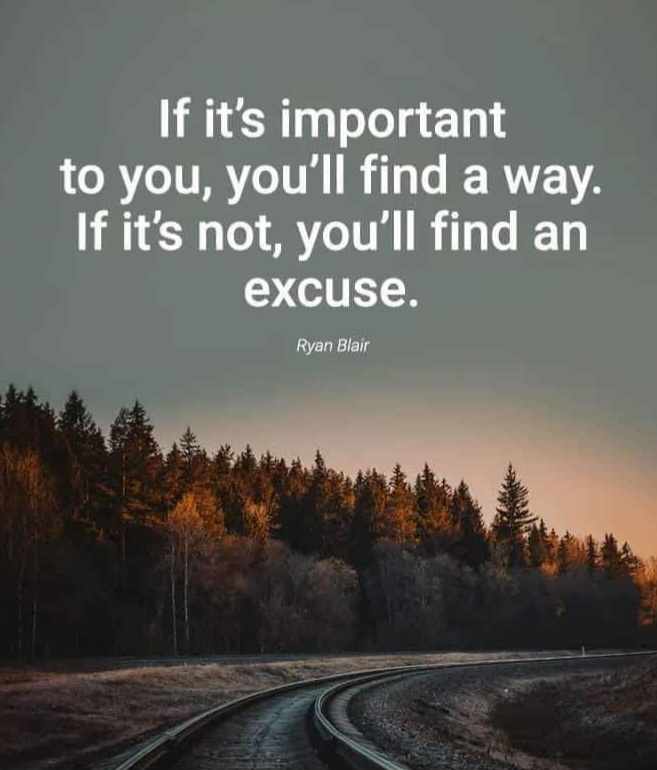 If it’s important
to you, you’ll find a way.
If it’s not, you’ll find an
excuse.
Ryan Blair